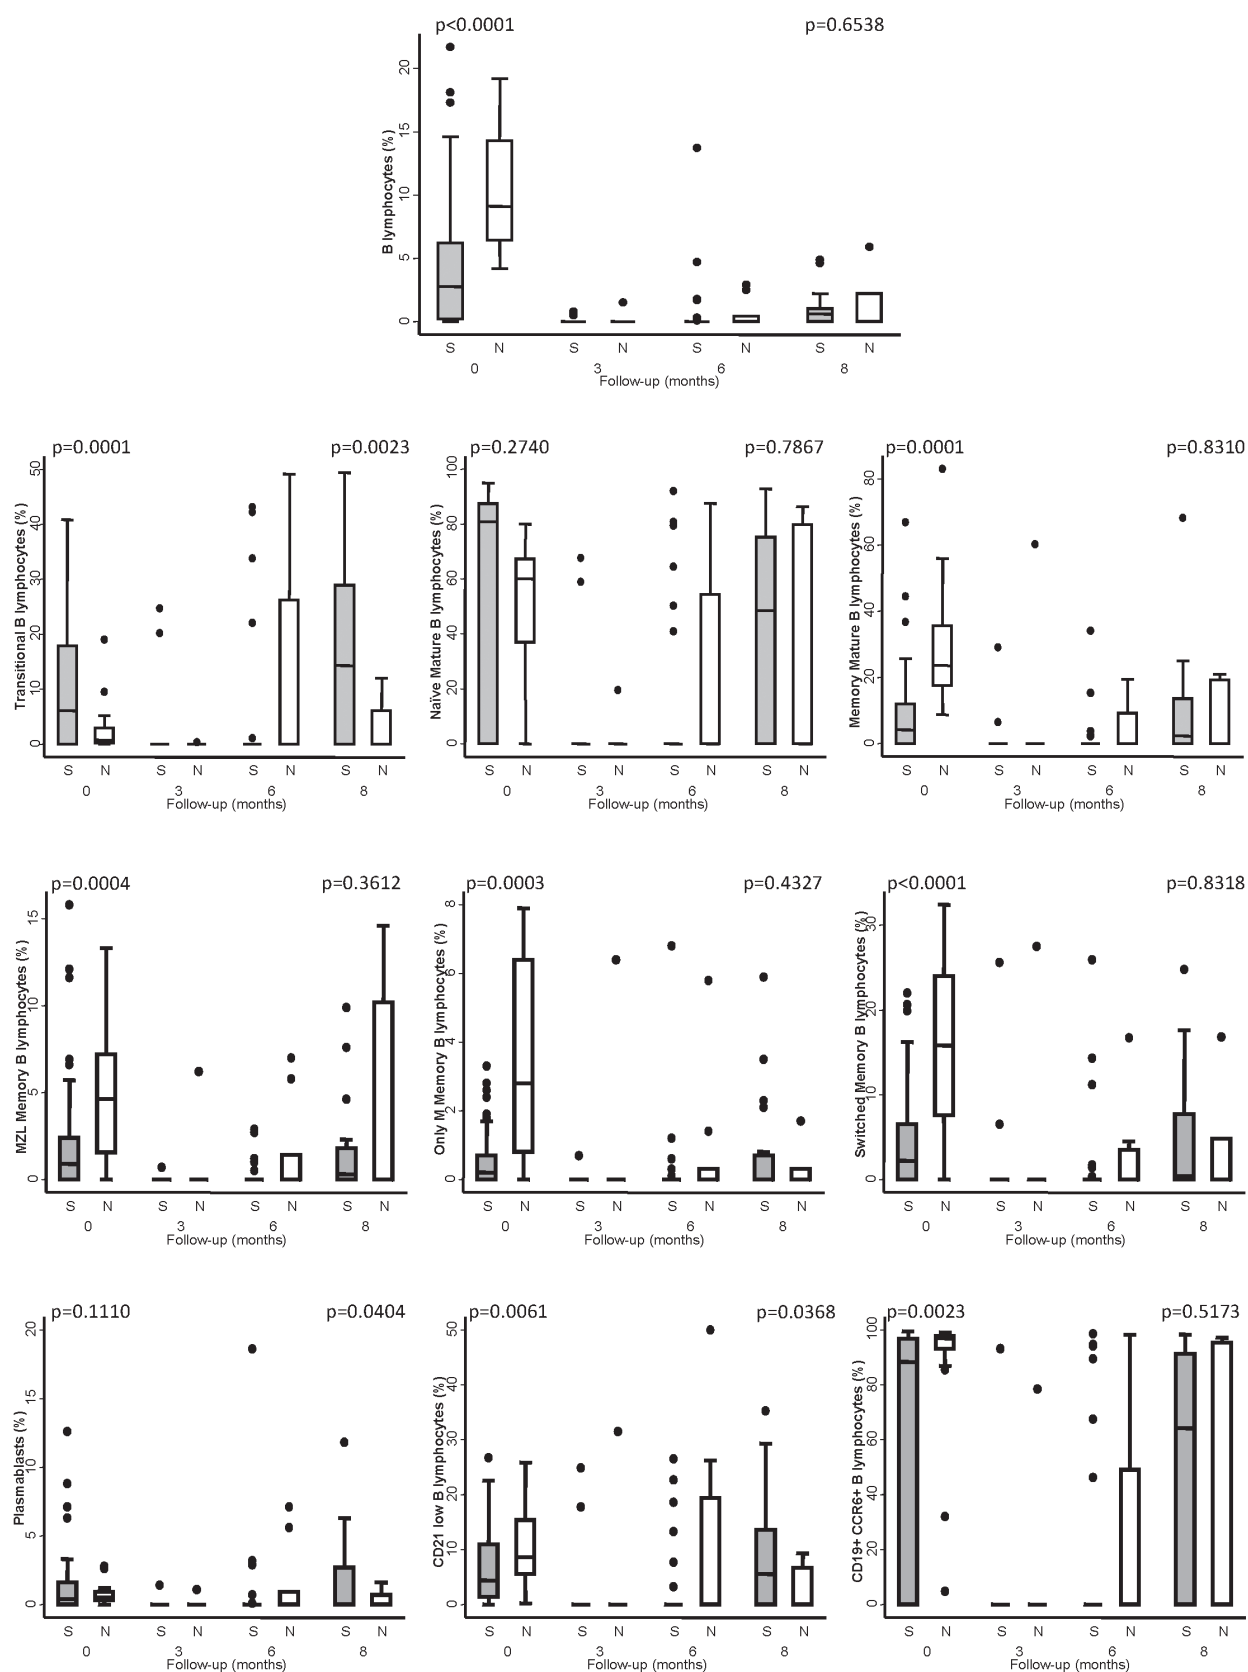 p<0.0001 p=0.6538
B lymphocytes (%)
20
15
10
5
0
S N S N S N S N
0 3 6 8
Follow-up (months)
p=0.0001 p=0.0023
Transitional B lymphocytes (%)
50
40
30
20
10
0
S N S N S N S N
0 3 6 8
Follow-up (months)
p=0.2740 p=0.7867
Naïve Mature B lymphocytes (%)
100
80
60
40
20
0
S N S N S N S N
0 3 6 8
Follow-up (months)
p=0.0001 p=0.8310
Memory Mature B lymphocytes (%)
80
60
40
20
0
S N S N S N S N
0 3 6 8
Follow-up (months)
p=0.0004 p=0.3612
MZL Memory B lymphocytes (%)
15
10
5
0
S N S N S N S N
0 3 6 8
Follow-up (months)
p=0.0003 p=0.4327
Only M Memory B lymphocytes (%)
8
6
4
2
0
S N S N S N S N
0 3 6 8
Follow-up (months)
p<0.0001 p=0.8318
Switched Memory B lymphocytes (%)
30
20
10
0
S N S N S N S N
0 3 6 8
Follow-up (months)
p=0.1110 p=0.0404
Plasmablasts (%)
20
15
10
5
0
S N S N S N S N
0 3 6 8
Follow-up (months)
p=0.0061 p=0.0368
CD21 low B lymphocytes (%)
50
40
30
20
10
0
S N S N S N S N
0 3 6 8
Follow-up (months)
p=0.0023 p=0.5173
CD19+ CCR6+ B lymphocytes (%)
100
80
60
40
20
0
S N S N S N S N
0 3 6 8
Follow-up (months)